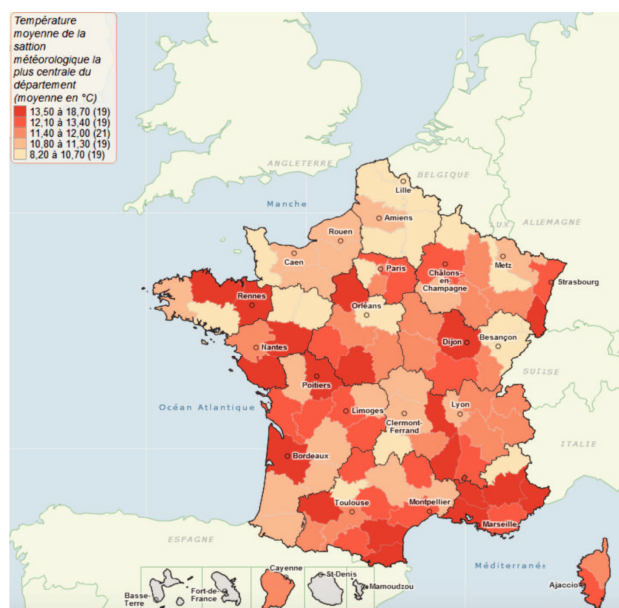 Température
moyenne de la
sattion
météorologique la
plus centrale du
département
(moyenne en °C)
13,50 à 18,70 (19)
12,10 à 13,40 (19)
11,40 à 12,00 (21)
10,80 à 11,30 (19)
8,20 à 10,70 (19)
ANGLETERRE
BELGIQUE
Lille
Manche
Amiens
LUX
ALLEMAGNE
Rouen
Caen
Paris
Châlons-
en-
Champagne
Metz
Strasbourg
Rennes
Orléans
Nantes
Dijon
Besançon
SUISSE
Poitiers
Océan Atlantique
Limoges
Clermont-
Ferrand
Lyon
ITALIE
Bordeaux
Toulouse
Montpellier
Marseille
ESPAGNE
Méditerranée
Ajaccio
Cayenne
St-Denis
Basse-
Terre
Fort-de-
France
Mamoudzou